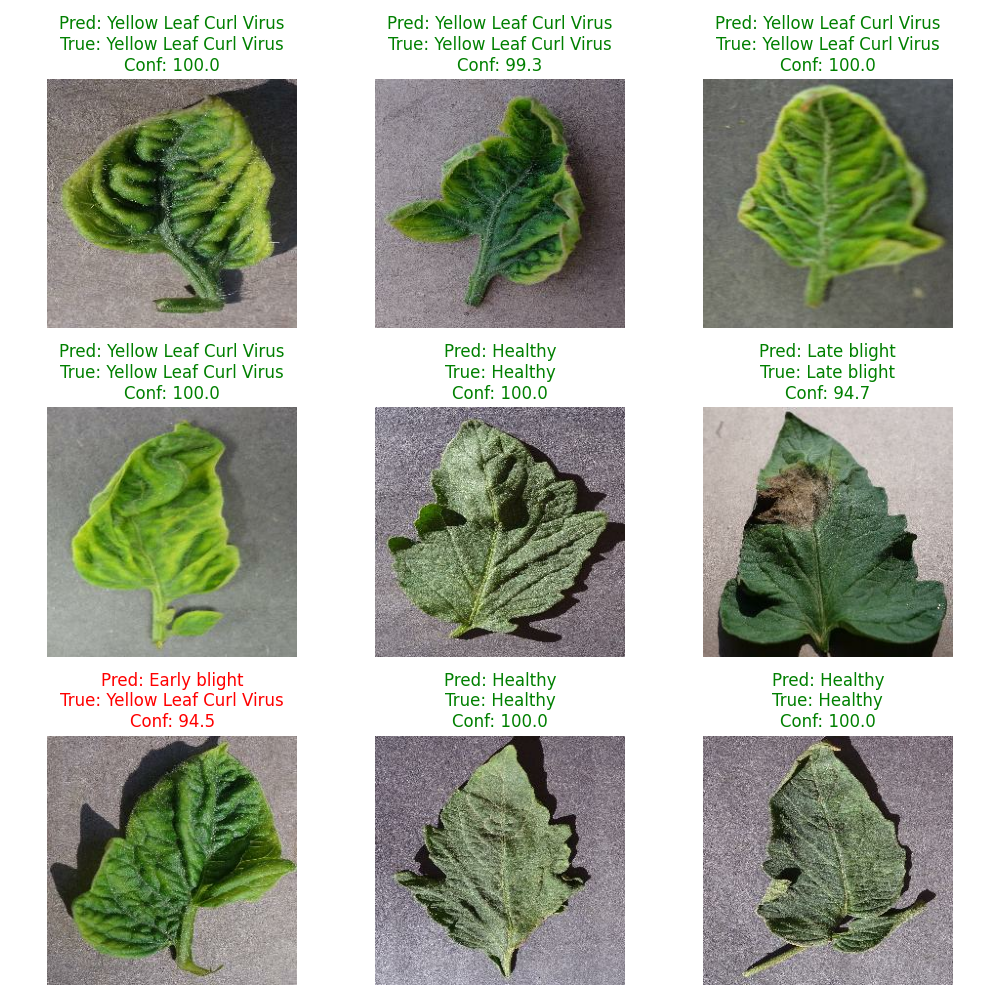 Pred: Yellow Leaf Curl Virus
True: Yellow Leaf Curl Virus
Conf: 100.0
Pred: Yellow Leaf Curl Virus
True: Yellow Leaf Curl Virus
Conf: 99.3
Pred: Yellow Leaf Curl Virus
True: Yellow Leaf Curl Virus
Conf: 100.0
Pred: Yellow Leaf Curl Virus
True: Yellow Leaf Curl Virus
Conf: 100.0
Pred: Healthy
True: Healthy
Conf: 100.0
Pred: Late blight
True: Late blight
Conf: 94.7
Pred: Early blight
True: Yellow Leaf Curl Virus
Conf: 94.5
Pred: Healthy
True: Healthy
Conf: 100.0
Pred: Healthy
True: Healthy
Conf: 100.0